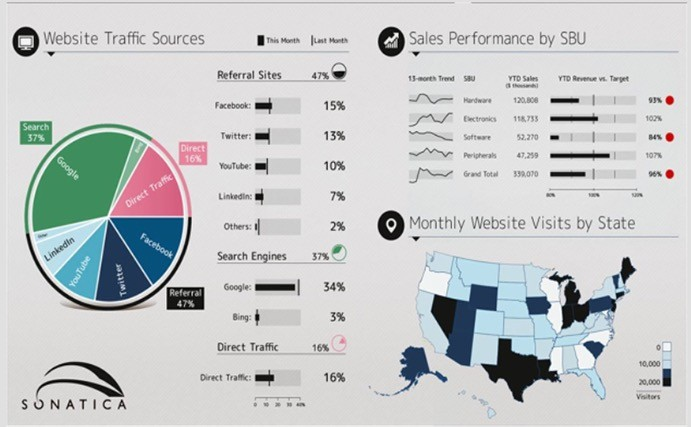 Website Traffic Sources
This Month Last Month
Referral Sites 47%
Facebook: 15%
Twitter: 13%
YouTube: 10%
LinkedIn: 7%
Others: 2%
Search Engines 37%
Google: 34%
Bing: 3%
Direct Traffic 16%
Direct Traffic: 16%
0 10 20 30 40%
Search
37%
Direct
16%
Referral
47%
Google
Bing
Direct Traffic
Facebook
Twitter
YouTube
LinkedIn
SONATICA
Sales Performance by SBU
13-month Trend SBU YTD Sales YTD Revenue vs. Target
($ thousands)
Hardware 120,808 93%
Electronics 118,733 102%
Software 52,270 84%
Peripherals 47,259 107%
Grand Total 339,070 96%
80% 100% 120%
Monthly Website Visits by State
0
10,000
20,000
Visitors